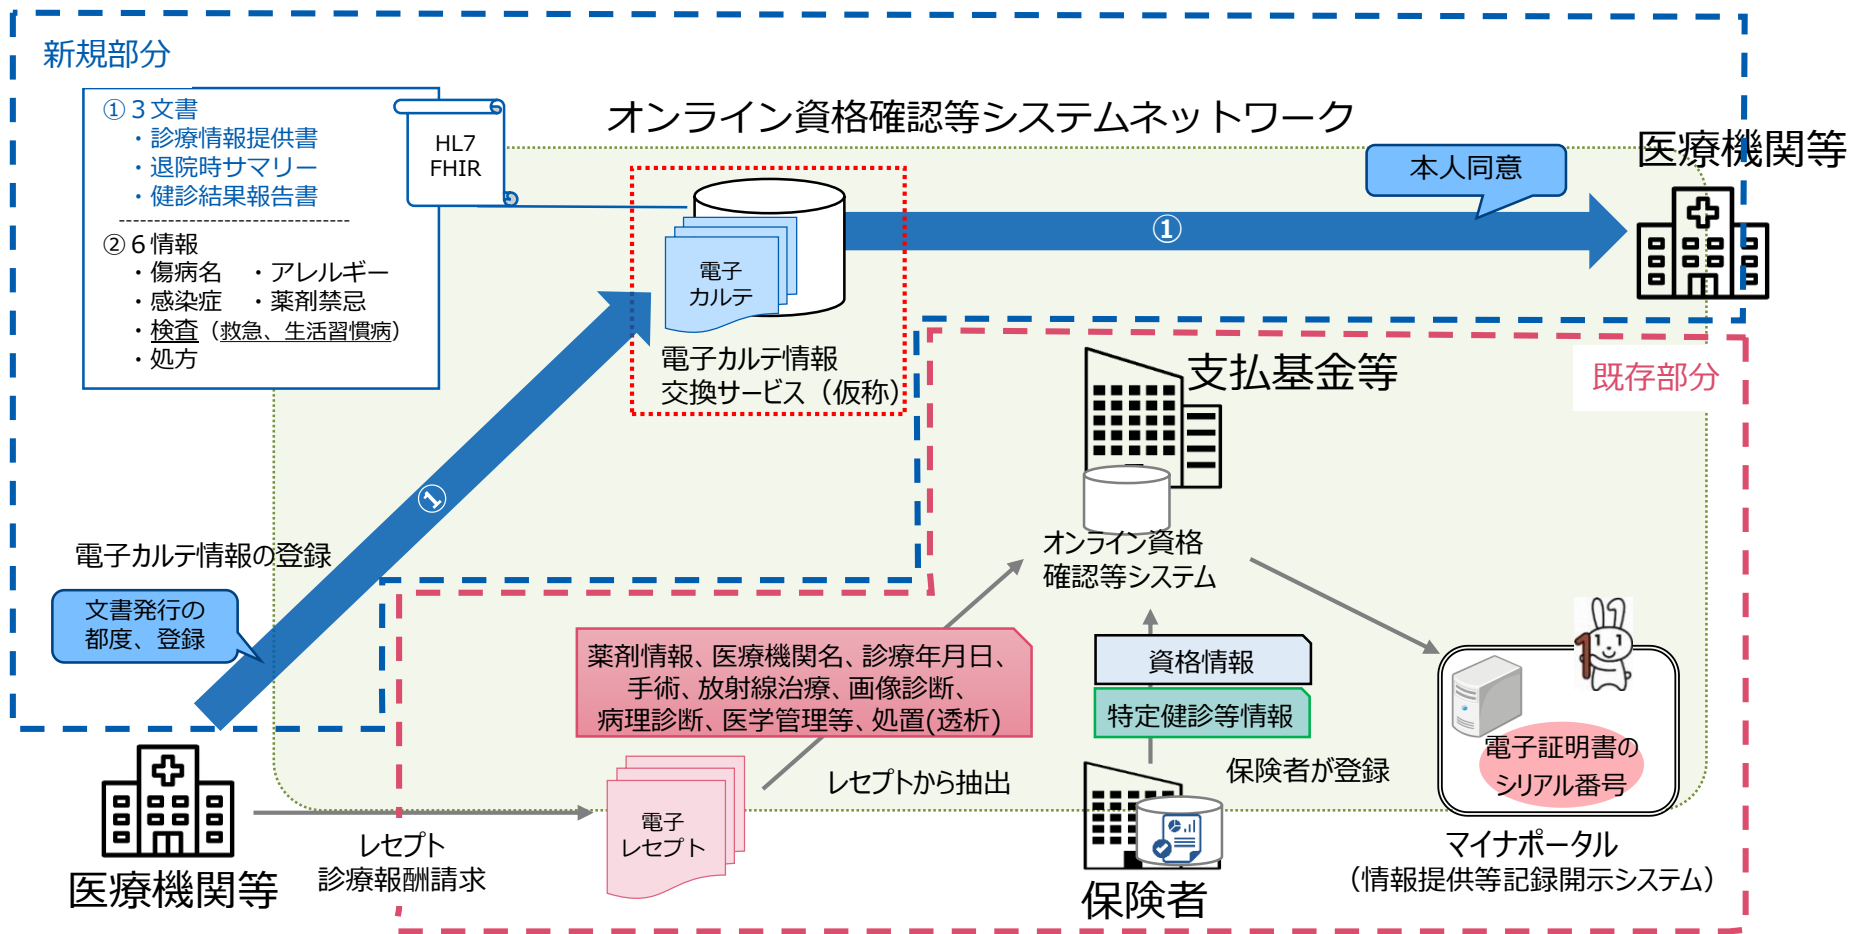 新規部分
①３文書
・診療情報提供書
・退院時サマリー
・健診結果報告書
②６情報
・傷病名　・アレルギー
・感染症　・薬剤禁忌
・検査（救急、生活習慣病）
・処方
HL7
FHIR
オンライン資格確認等システムネットワーク
医療機関等
本人同意
①
電子
カルテ
電子カルテ情報
交換サービス（仮称）
支払基金等
既存部分
①
電子カルテ情報の登録
文書発行の
都度、登録
オンライン資格
確認等システム
薬剤情報、医療機関名、診療年月日、
手術、放射線治療、画像診断、
病理診断、医学管理等、処置(透析)
資格情報
特定健診等情報
1
電子証明書の
シリアル番号
レセプトから抽出
保険者が登録
電子
レセプト
レセプト
診療報酬請求
医療機関等
保険者
マイナポータル
（情報提供等記録開示システム）